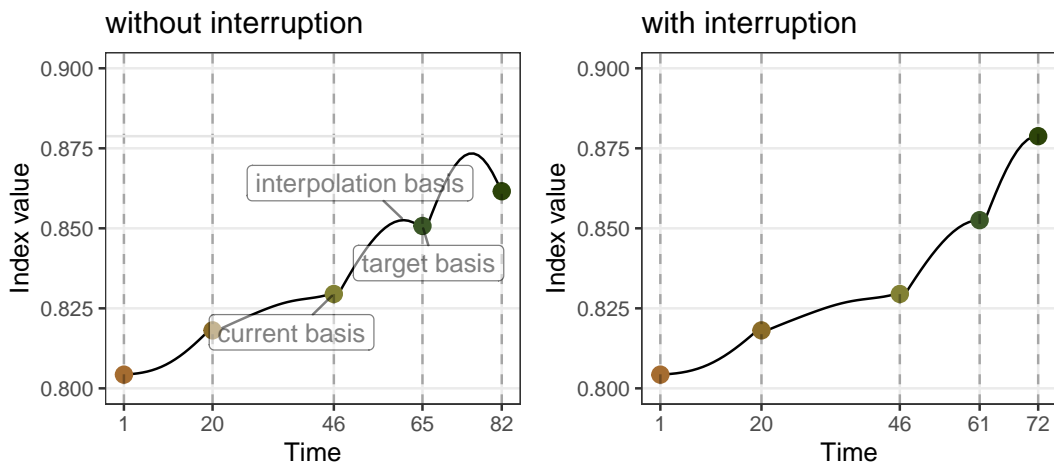 without interruption
with interruption
0.900
0.875
0.850
0.825
0.800
Index value
interpolation basis
target basis
current basis
1 20 46 65 82
Time
0.900
0.875
0.850
0.825
0.800
Index value
1 20 46 61 72
Time